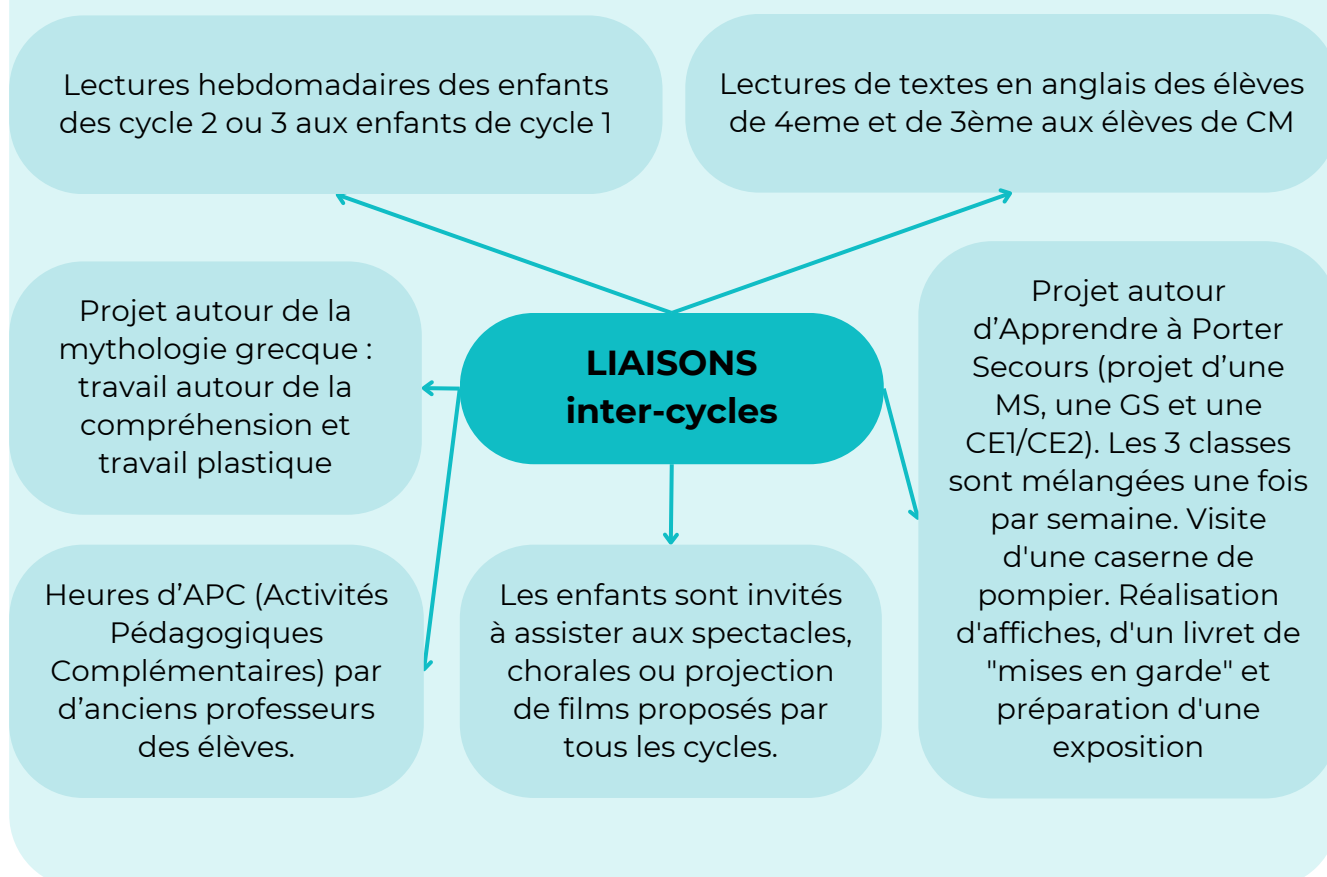 Lectures hebdomadaires des enfants
des cycle 2 ou 3 aux enfants de cycle 1
Lectures de textes en anglais des élèves
de 4eme et de 3ème aux élèves de CM
Projet autour de la
mythologie grecque :
travail autour de la
compréhension et
travail plastique
LIAISONS
inter-cycles
Projet autour
d’Apprendre à Porter
Secours (projet d’une
MS, une GS et une
CE1/CE2). Les 3 classes
sont mélangées une fois
par semaine. Visite
d'une caserne de
pompier. Réalisation
d'affiches, d'un livret de
"mises en garde" et
préparation d'une
exposition
Heures d’APC (Activités
Pédagogiques
Complémentaires) par
d’anciens professeurs
des élèves.
Les enfants sont invités
à assister aux spectacles,
chorales ou projection
de films proposés par
tous les cycles.